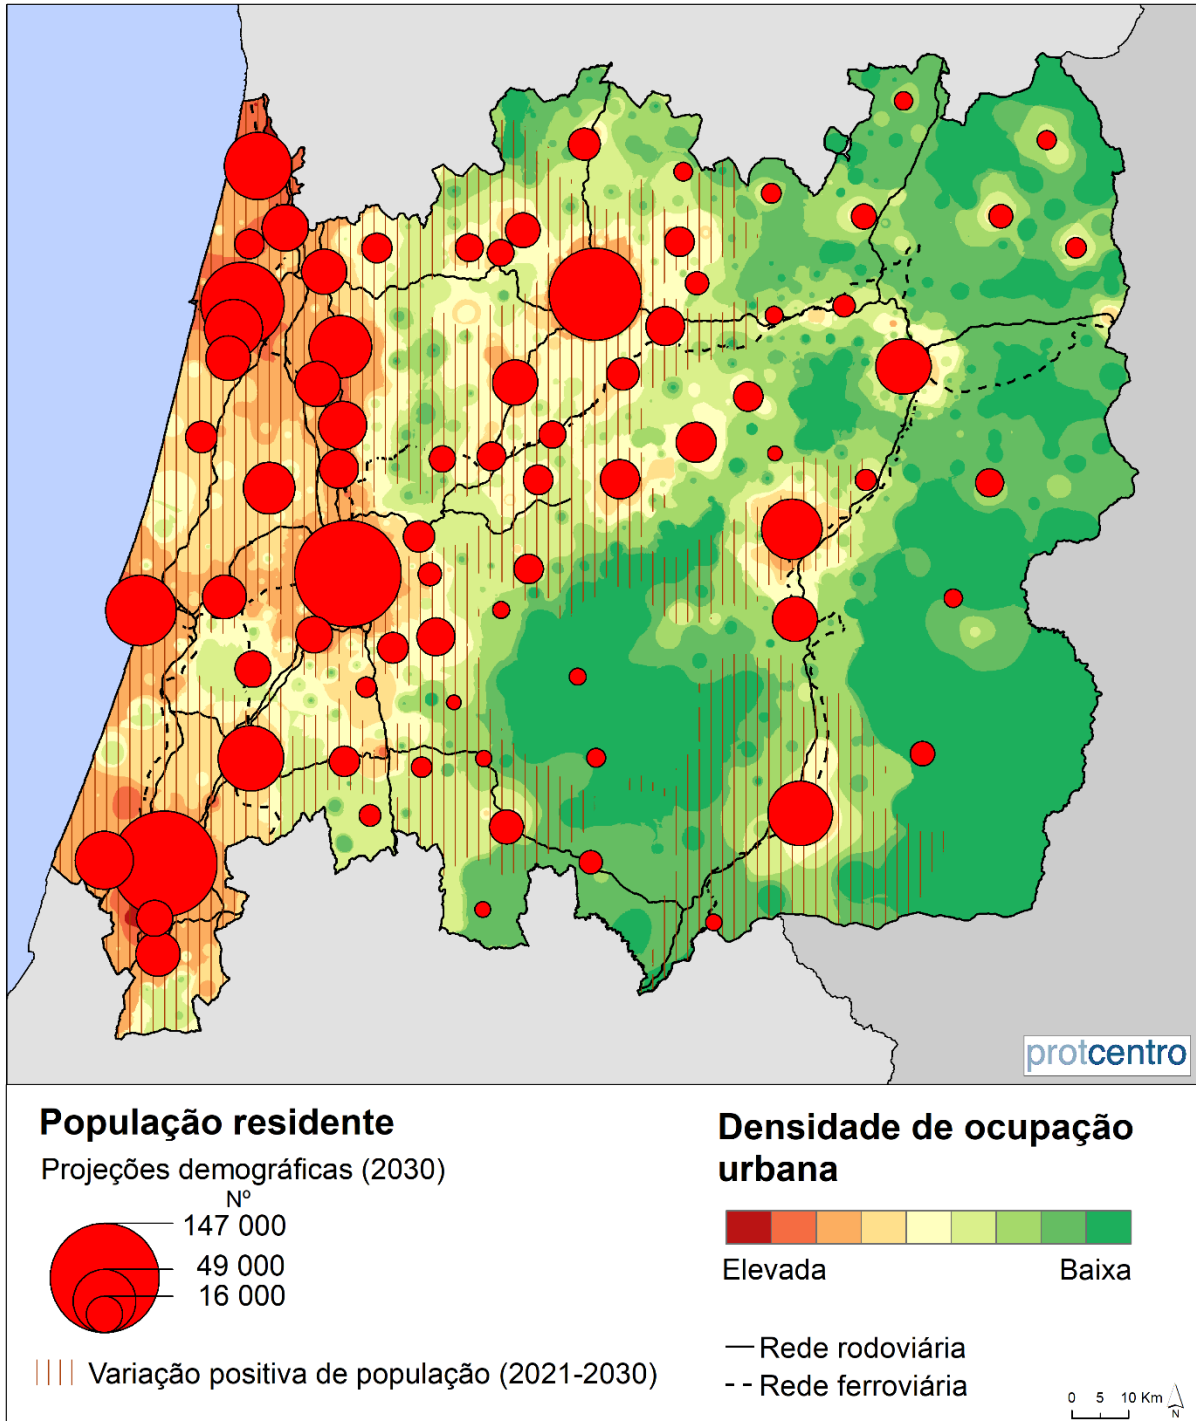 protcentro
População residente
Projeções demográficas (2030)
Nº
147 000
49 000
16 000
Variação positiva de população (2021-2030)
Densidade de ocupação
urbana
Elevada
Baixa
Rede rodoviária
Rede ferroviária
0 5 10 Km
N